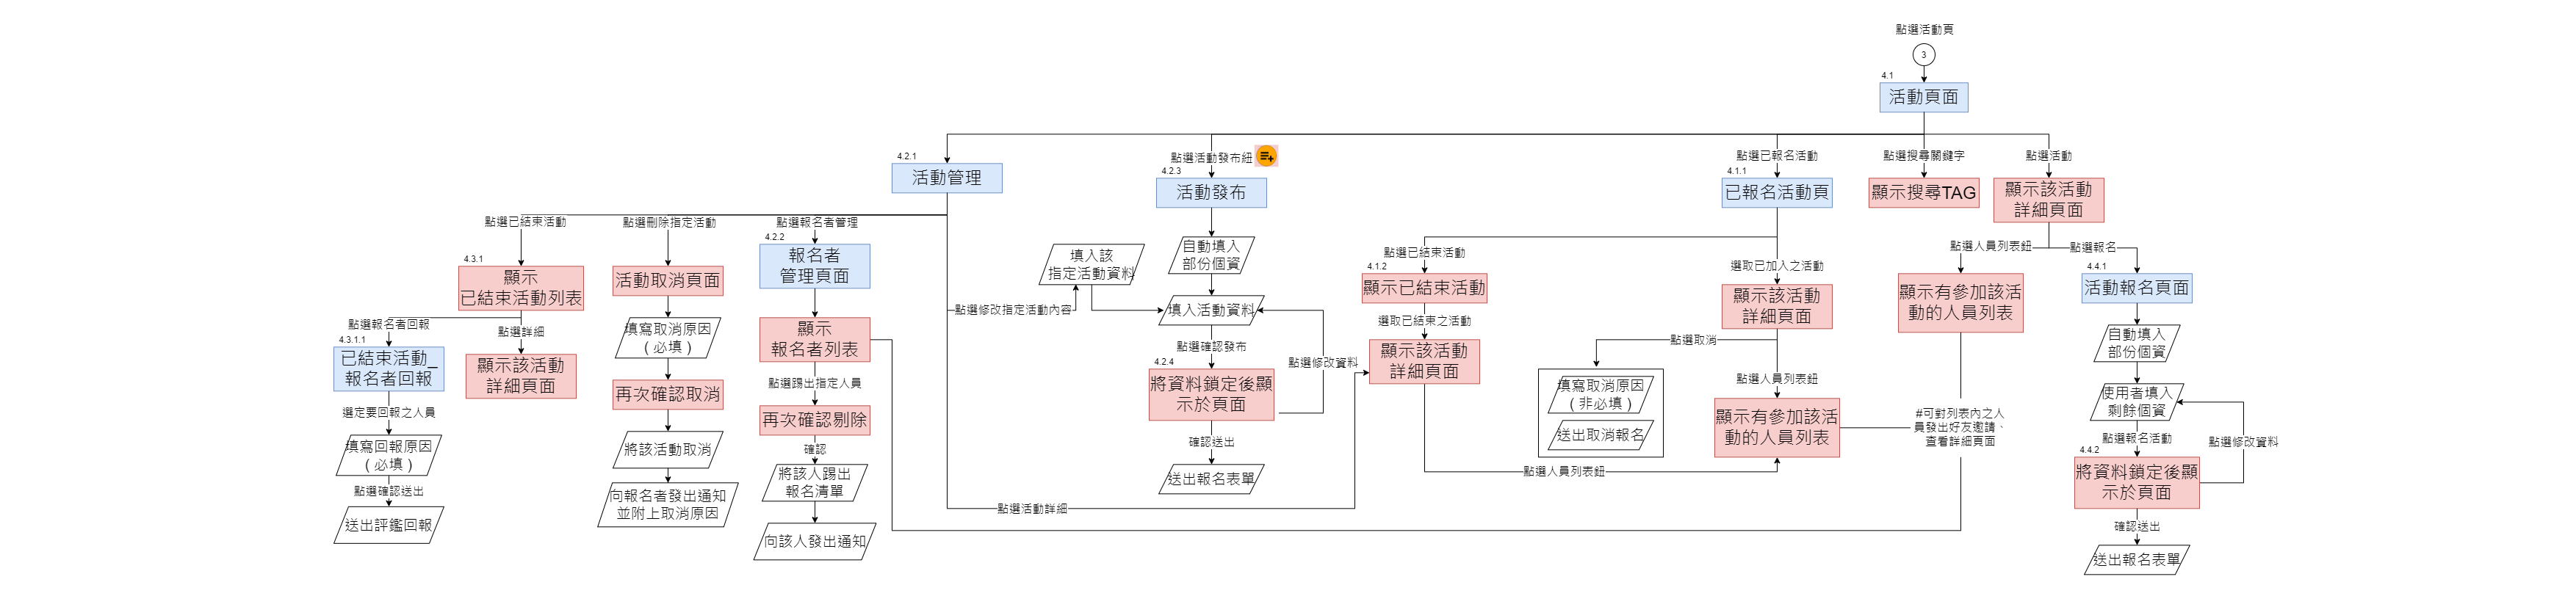 點選活動頁
3
4.1
活動頁面
4.2.1
活動管理
點選活動發布紐
4.2.3
活動發布
點選已報名活動
4.1.1
已報名活動頁
點選搜尋關鍵字
顯示搜尋TAG
點選活動
顯示該活動
詳細頁面
點選已結束活動
4.3.1
顯示
已結束活動列表
點選刪除指定活動
活動取消頁面
點選報名者管理
4.2.2
報名者
管理頁面
點選報名者回報
4.3.1.1
已結束活動_
報名者回報
點選詳細
顯示該活動
詳細頁面
選定要回報之人員
填寫回報原因
( 必填 )
點選確認送出
送出評鑑回報
填寫取消原因
( 必填 )
再次確認取消
將該活動取消
向報名者發出通知
並附上取消原因
顯示
報名者列表
點選踢出指定人員
再次確認剔除
確認
將該人踢出
報名清單
向該人發出通知
點選修改指定活動內容
填入該
指定活動資料
點選活動詳細
自動填入
部份個資
填入活動資料
點選確認發布
4.2.4
將資料鎖定後顯
示於頁面
點選修改資料
確認送出
送出報名表單
點選已結束活動
4.1.2
顯示已結束活動
選取已結束之活動
顯示該活動
詳細頁面
點選人員列表鈕
選取已加入之活動
顯示該活動
詳細頁面
點選取消
填寫取消原因
( 非必填 )
送出取消報名
點選人員列表鈕
顯示有參加該活
動的人員列表
點選人員列表鈕
顯示有參加該活
動的人員列表
#可對列表內之人
員發出好友邀請、
查看詳細頁面
點選報名
4.4.1
活動報名頁面
自動填入
部份個資
使用者填入
剩餘個資
點選報名活動
4.4.2
將資料鎖定後顯
示於頁面
點選修改資料
確認送出
送出報名表單